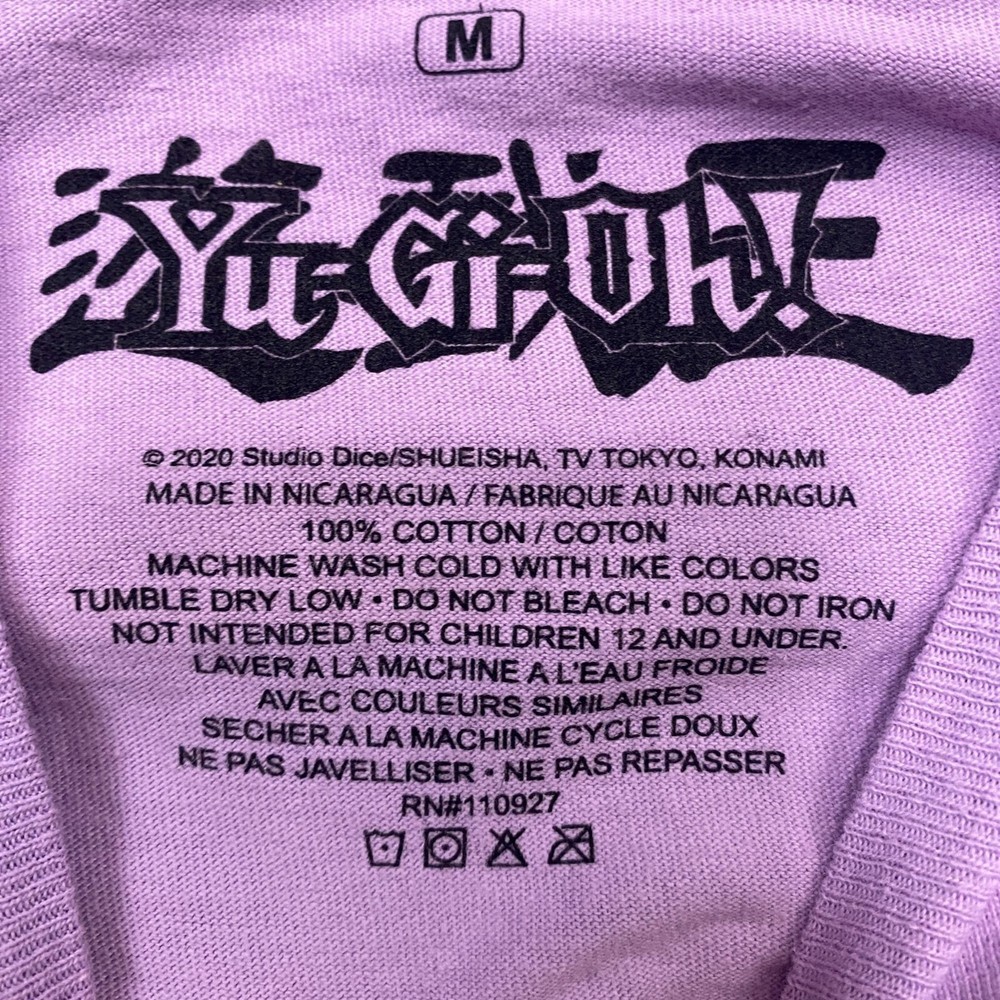 M
Yu-Gi-Oh!
© 2020 Studio Dice/SHUEISHA, TV TOKYO, KONAMI
MADE IN NICARAGUA / FABRIQUE AU NICARAGUA
100% COTTON / COTON
MACHINE WASH COLD WITH LIKE COLORS
TUMBLE DRY LOW • DO NOT BLEACH • DO NOT IRON
NOT INTENDED FOR CHILDREN 12 AND UNDER.
LAVER A LA MACHINE A L'EAU FROIDE
AVEC COULEURS SIMILAIRES
SECHER A LA MACHINE CYCLE DOUX
NE PAS JAVELLISER • NE PAS REPASSER
RN#110927